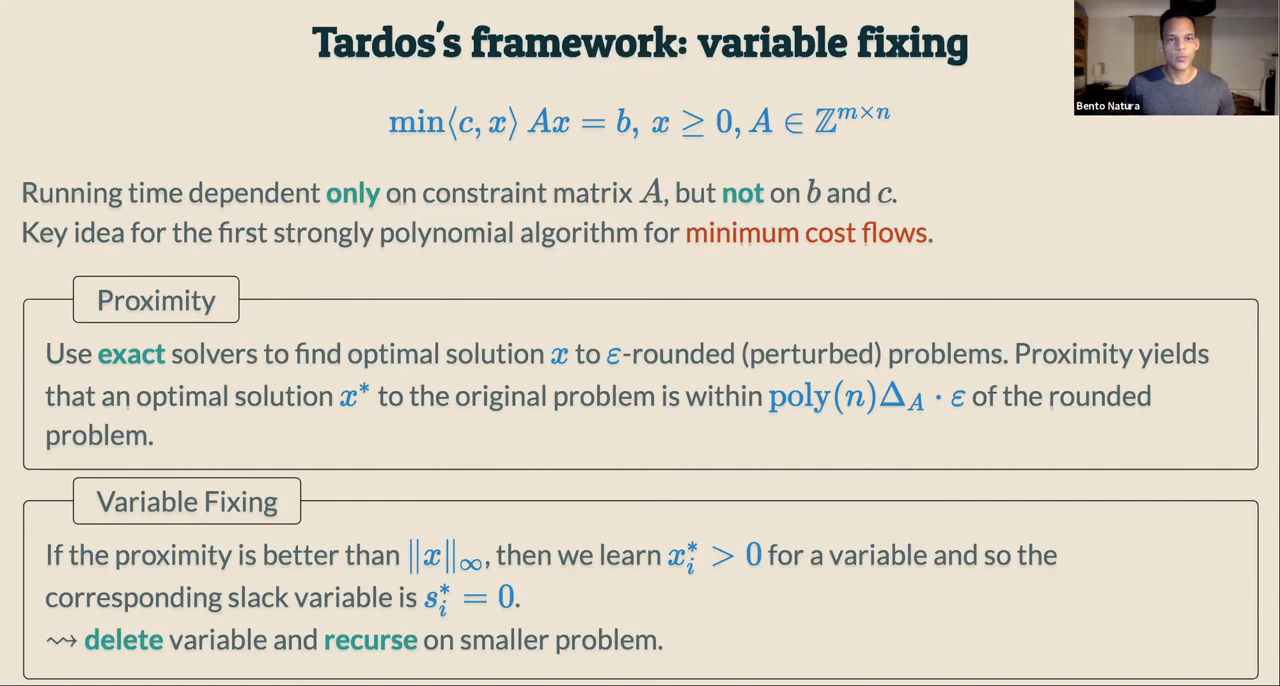 Tardos's framework: variable fixing
Bento Natura
min⟨c, x⟩ Ax = b, x ≥ 0, A ∈ ℤ^{m×n}
Running time dependent only on constraint matrix A, but not on b and c.
Key idea for the first strongly polynomial algorithm for minimum cost flows.
Proximity
Use exact solvers to find optimal solution x to ε-rounded (perturbed) problems. Proximity yields
that an optimal solution x* to the original problem is within poly(n)Δ_A · ε of the rounded
problem.
Variable Fixing
If the proximity is better than ‖x‖_∞, then we learn x_i^* > 0 for a variable and so the
corresponding slack variable is s_i^* = 0.
⇝ delete variable and recurse on smaller problem.